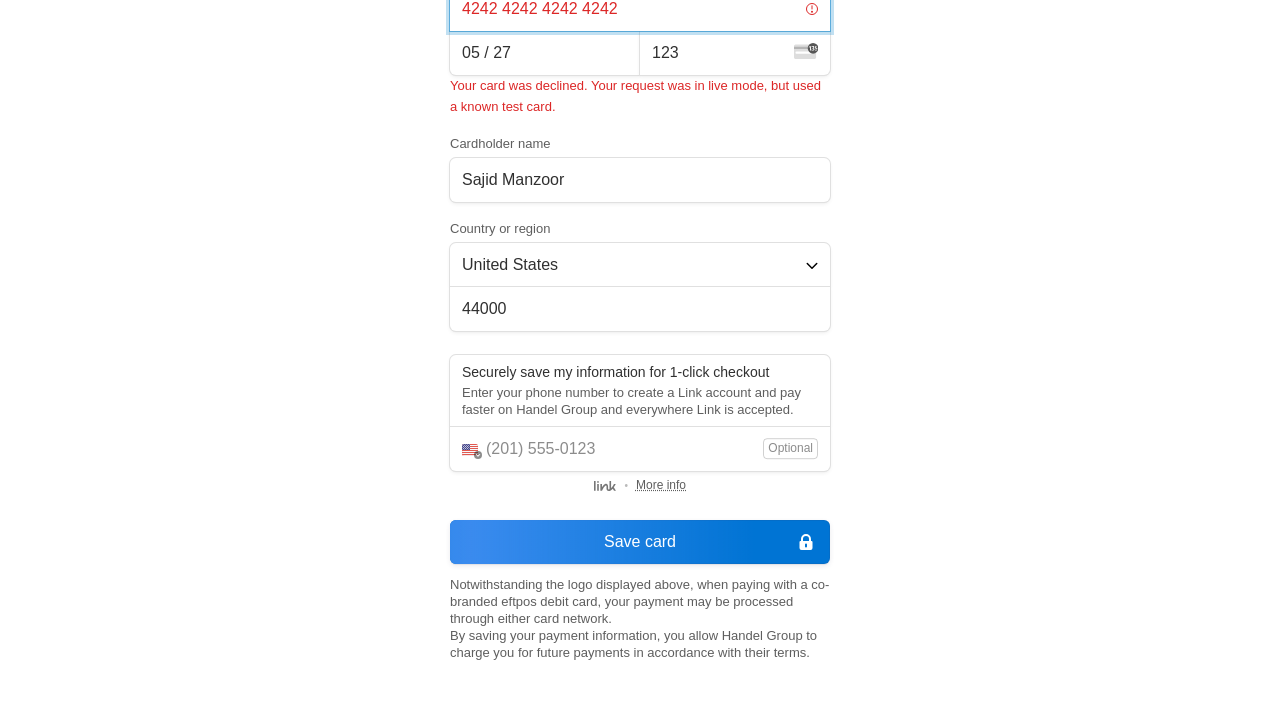 4242 4242 4242 4242
05 / 27
123
Your card was declined. Your request was in live mode, but used
a known test card.
Cardholder name
Sajid Manzoor
Country or region
United States
44000
Securely save my information for 1-click checkout
Enter your phone number to create a Link account and pay
faster on Handel Group and everywhere Link is accepted.
(201) 555-0123
Optional
link • More info
Save card
Notwithstanding the logo displayed above, when paying with a co-
branded eftpos debit card, your payment may be processed
through either card network.
By saving your payment information, you allow Handel Group to
charge you for future payments in accordance with their terms.